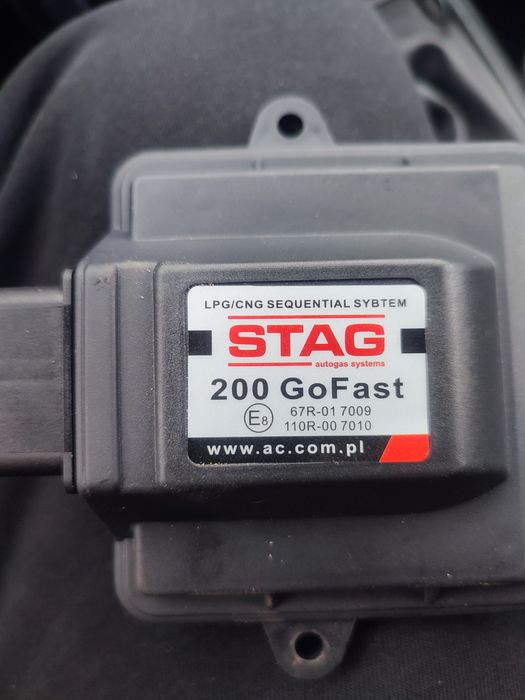 LPG/CNG SEQUENTIAL SYBTEM
STAG
autogas systems
200 GoFast
E8 67R-01 7009
110R-00 7010
www.ac.com.pl